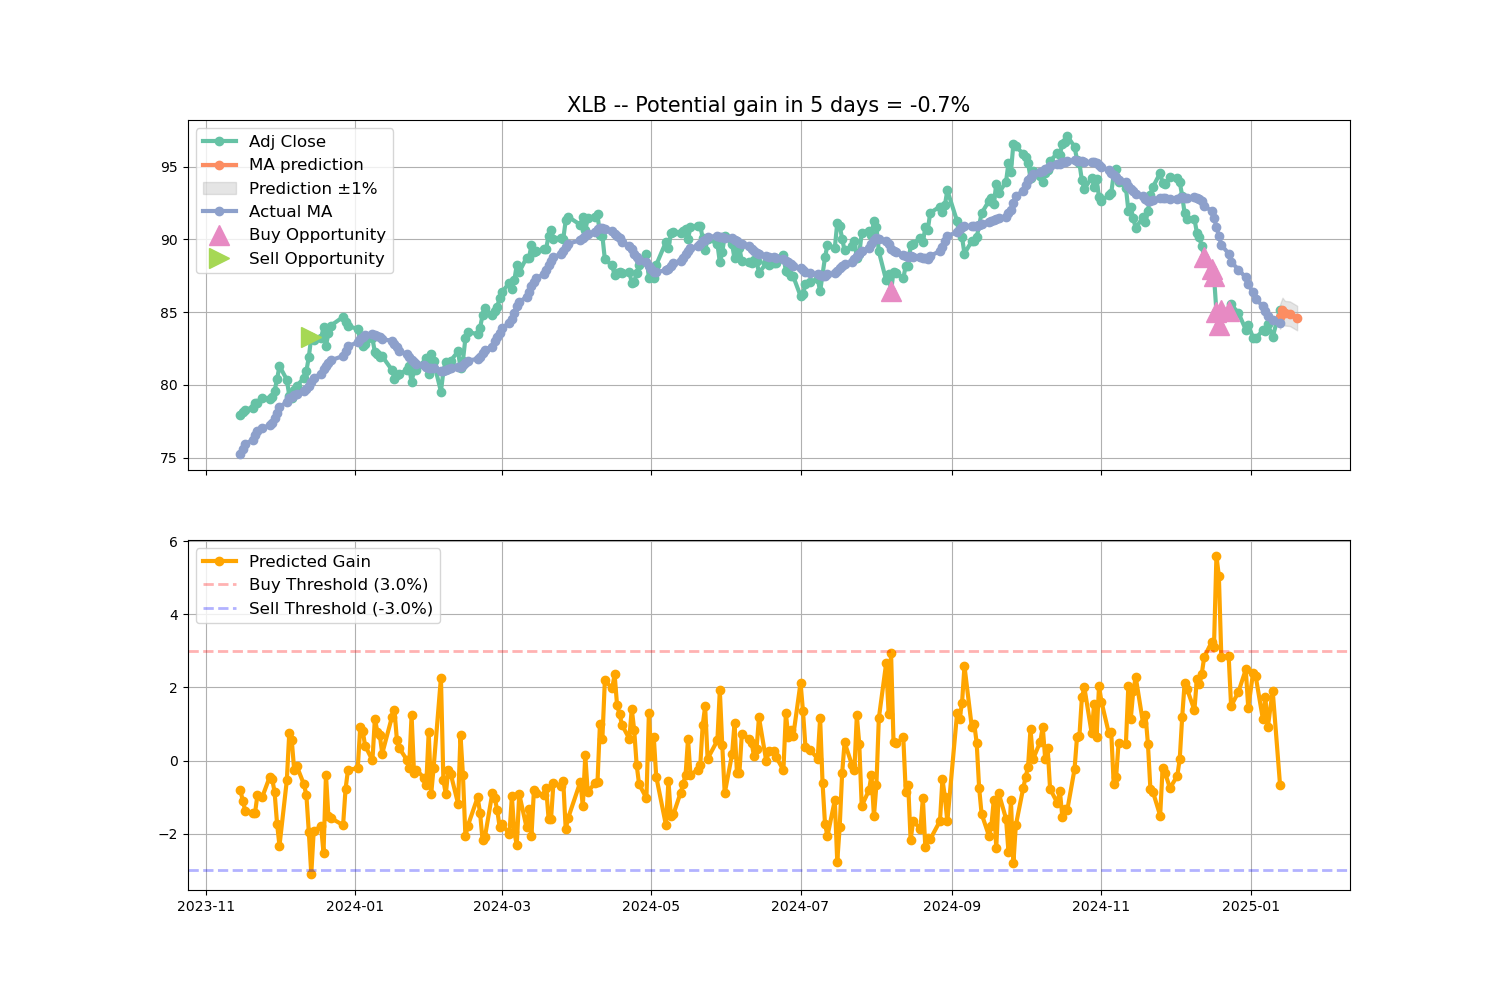 XLB -- Potential gain in 5 days = -0.7%
Adj Close
MA prediction
Prediction ±1%
Actual MA
Buy Opportunity
Sell Opportunity
95
90
85
80
75
Predicted Gain
Buy Threshold (3.0%)
Sell Threshold (-3.0%)
6
4
2
0
−2
2023-11
2024-01
2024-03
2024-05
2024-07
2024-09
2024-11
2025-01